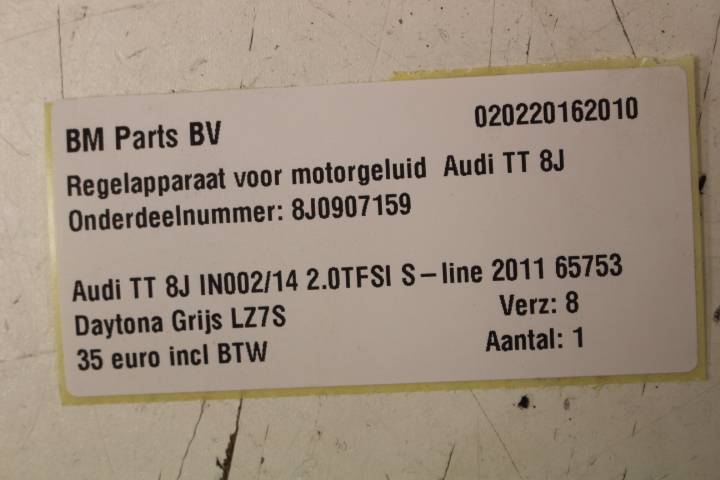 BM Parts BV 020220162010
Regelapparaat voor motorgeluid Audi TT 8J
Onderdeelnummer: 8J0907159
Audi TT 8J IN002/14 2.0TFSI S-line 2011 65753
Daytona Grijs LZ7S Verz: 8
35 euro incl BTW Aantal: 1